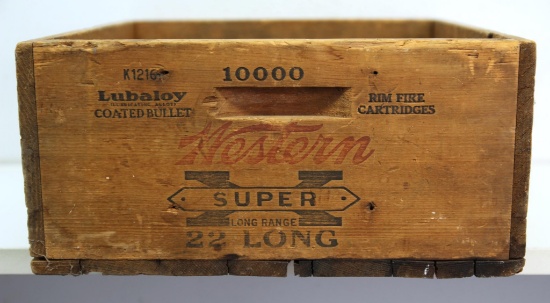 K1216
10000
Lubaloy
COATED BULLET
RIM FIRE
CARTRIDGES
Western
SUPER X
LONG RANGE
22 LONG